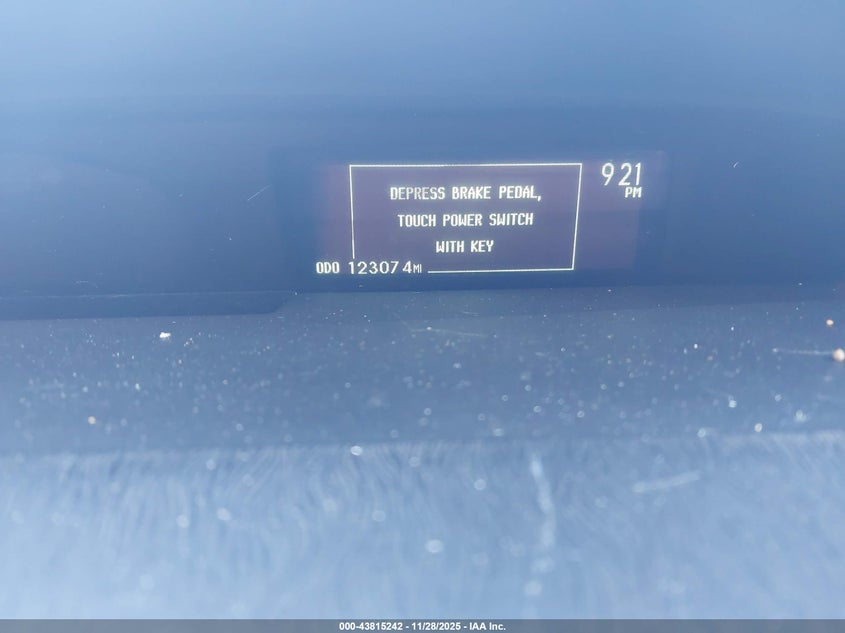 DEPRESS BRAKE PEDAL,
TOUCH POWER SWITCH
WITH KEY
9 21
PM
ODO 123074 MI
000-43815242 - 11/28/2025 - IAA Inc.